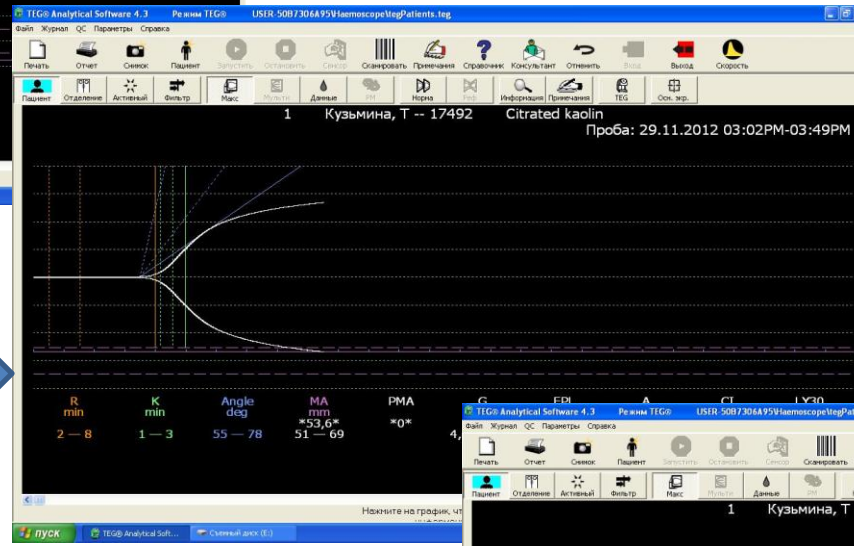 TEG® Analytical Software 4.3 Режим TEG® USER-50B7306A95\Haemoscope\tegPatients.teg
Файл Журнал QC Параметры Справка
Печать Отчет Снимок Пациент Запустить Остановить Сенсор Сканировать Примечания Справочник Консультант Отменить Вход Выход Скорость
Пациент Отделение Активный Фильтр Макс Мульти Данные PM Норма Информация Примечания TEG Осн. экр.
1 Кузьмина, Т -- 17492 Citrated kaolin
Проба: 29.11.2012 03:02PM-03:49PM
R K Angle MA PMA G EPL A CI LY30
min min deg mm
*53,6* *0*
2 — 8 1 — 3 55 — 78 51 — 69 4,
Нажмите на график, чт
пуск TEG® Analytical Soft... Съемный диск (E:)
TEG® Analytical Software 4.3 Режим TEG® USER-50B7306A95\Haemoscope\tegPat
Файл Журнал QC Параметры Справка
Печать Отчет Снимок Пациент Запустить Остановить Сенсор Сканировать
Пациент Отделение Активный Фильтр Макс Мульти Данные PM
1 Кузьмина, Т